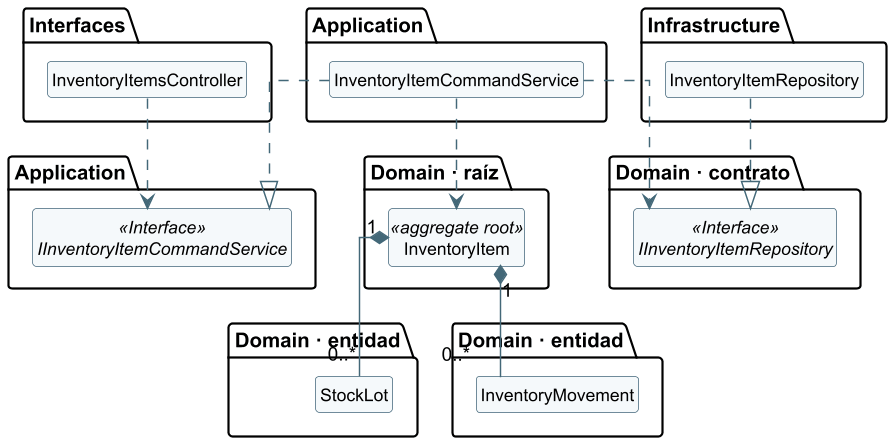 Interfaces
InventoryItemsController
Application
InventoryItemCommandService
Infrastructure
InventoryItemRepository
Application
«Interface»
IInventoryItemCommandService
Domain · raíz
«aggregate root»
InventoryItem
1
1
Domain · contrato
«Interface»
IInventoryItemRepository
Domain · entidad
0..*
StockLot
Domain · entidad
0..*
InventoryMovement